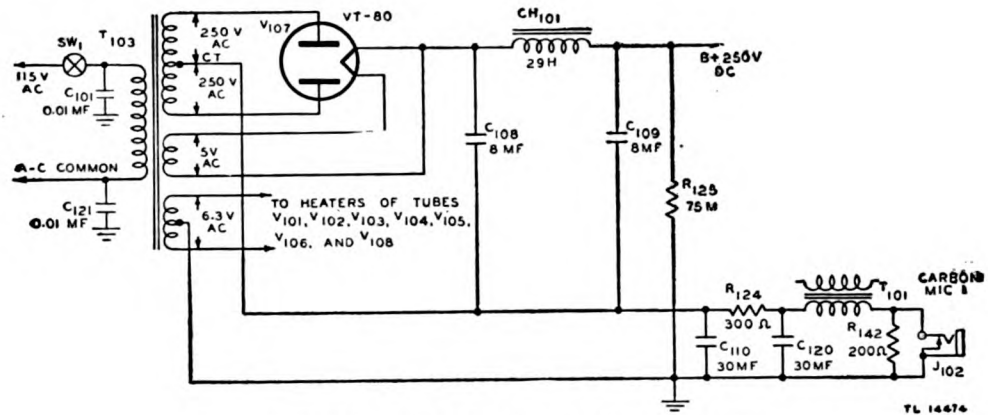 SW1
T103
115 V
AC
C101
0.01 MF
A-C COMMON
C121
0.01 MF
250 V
AC
CT
250 V
AC
5V
AC
6.3 V
AC
V107
VT-80
TO HEATERS OF TUBES
V101, V102, V103, V104, V105,
V106, AND V108
CH101
29H
B+ 250V
DC
C108
8 MF
C109
8MF
R125
75 M
R124
300 Ω
C110
30MF
C120
30MF
T101
R142
200Ω
CARBON
MIC
J102
TL 14474